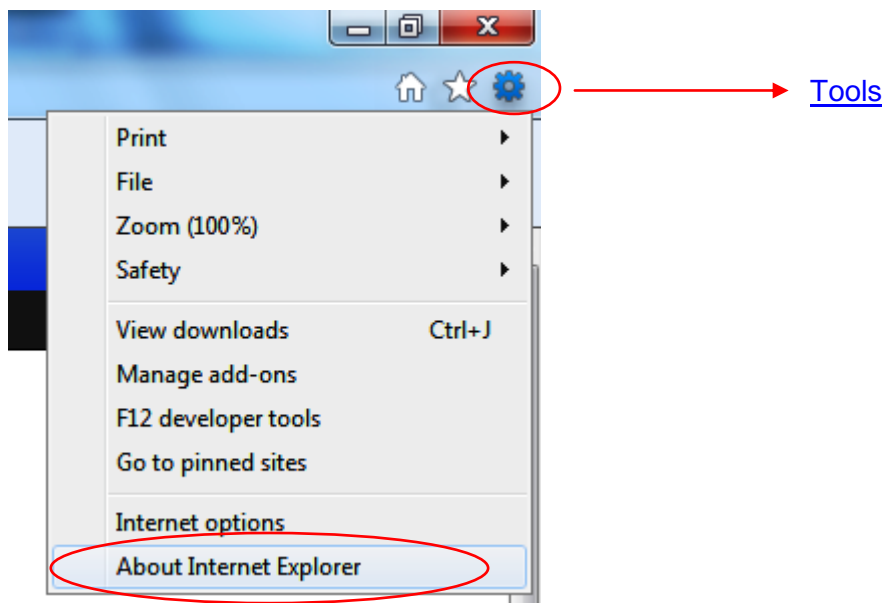 Tools
Print
File
Zoom (100%)
Safety
View downloads Ctrl+J
Manage add-ons
F12 developer tools
Go to pinned sites
Internet options
About Internet Explorer